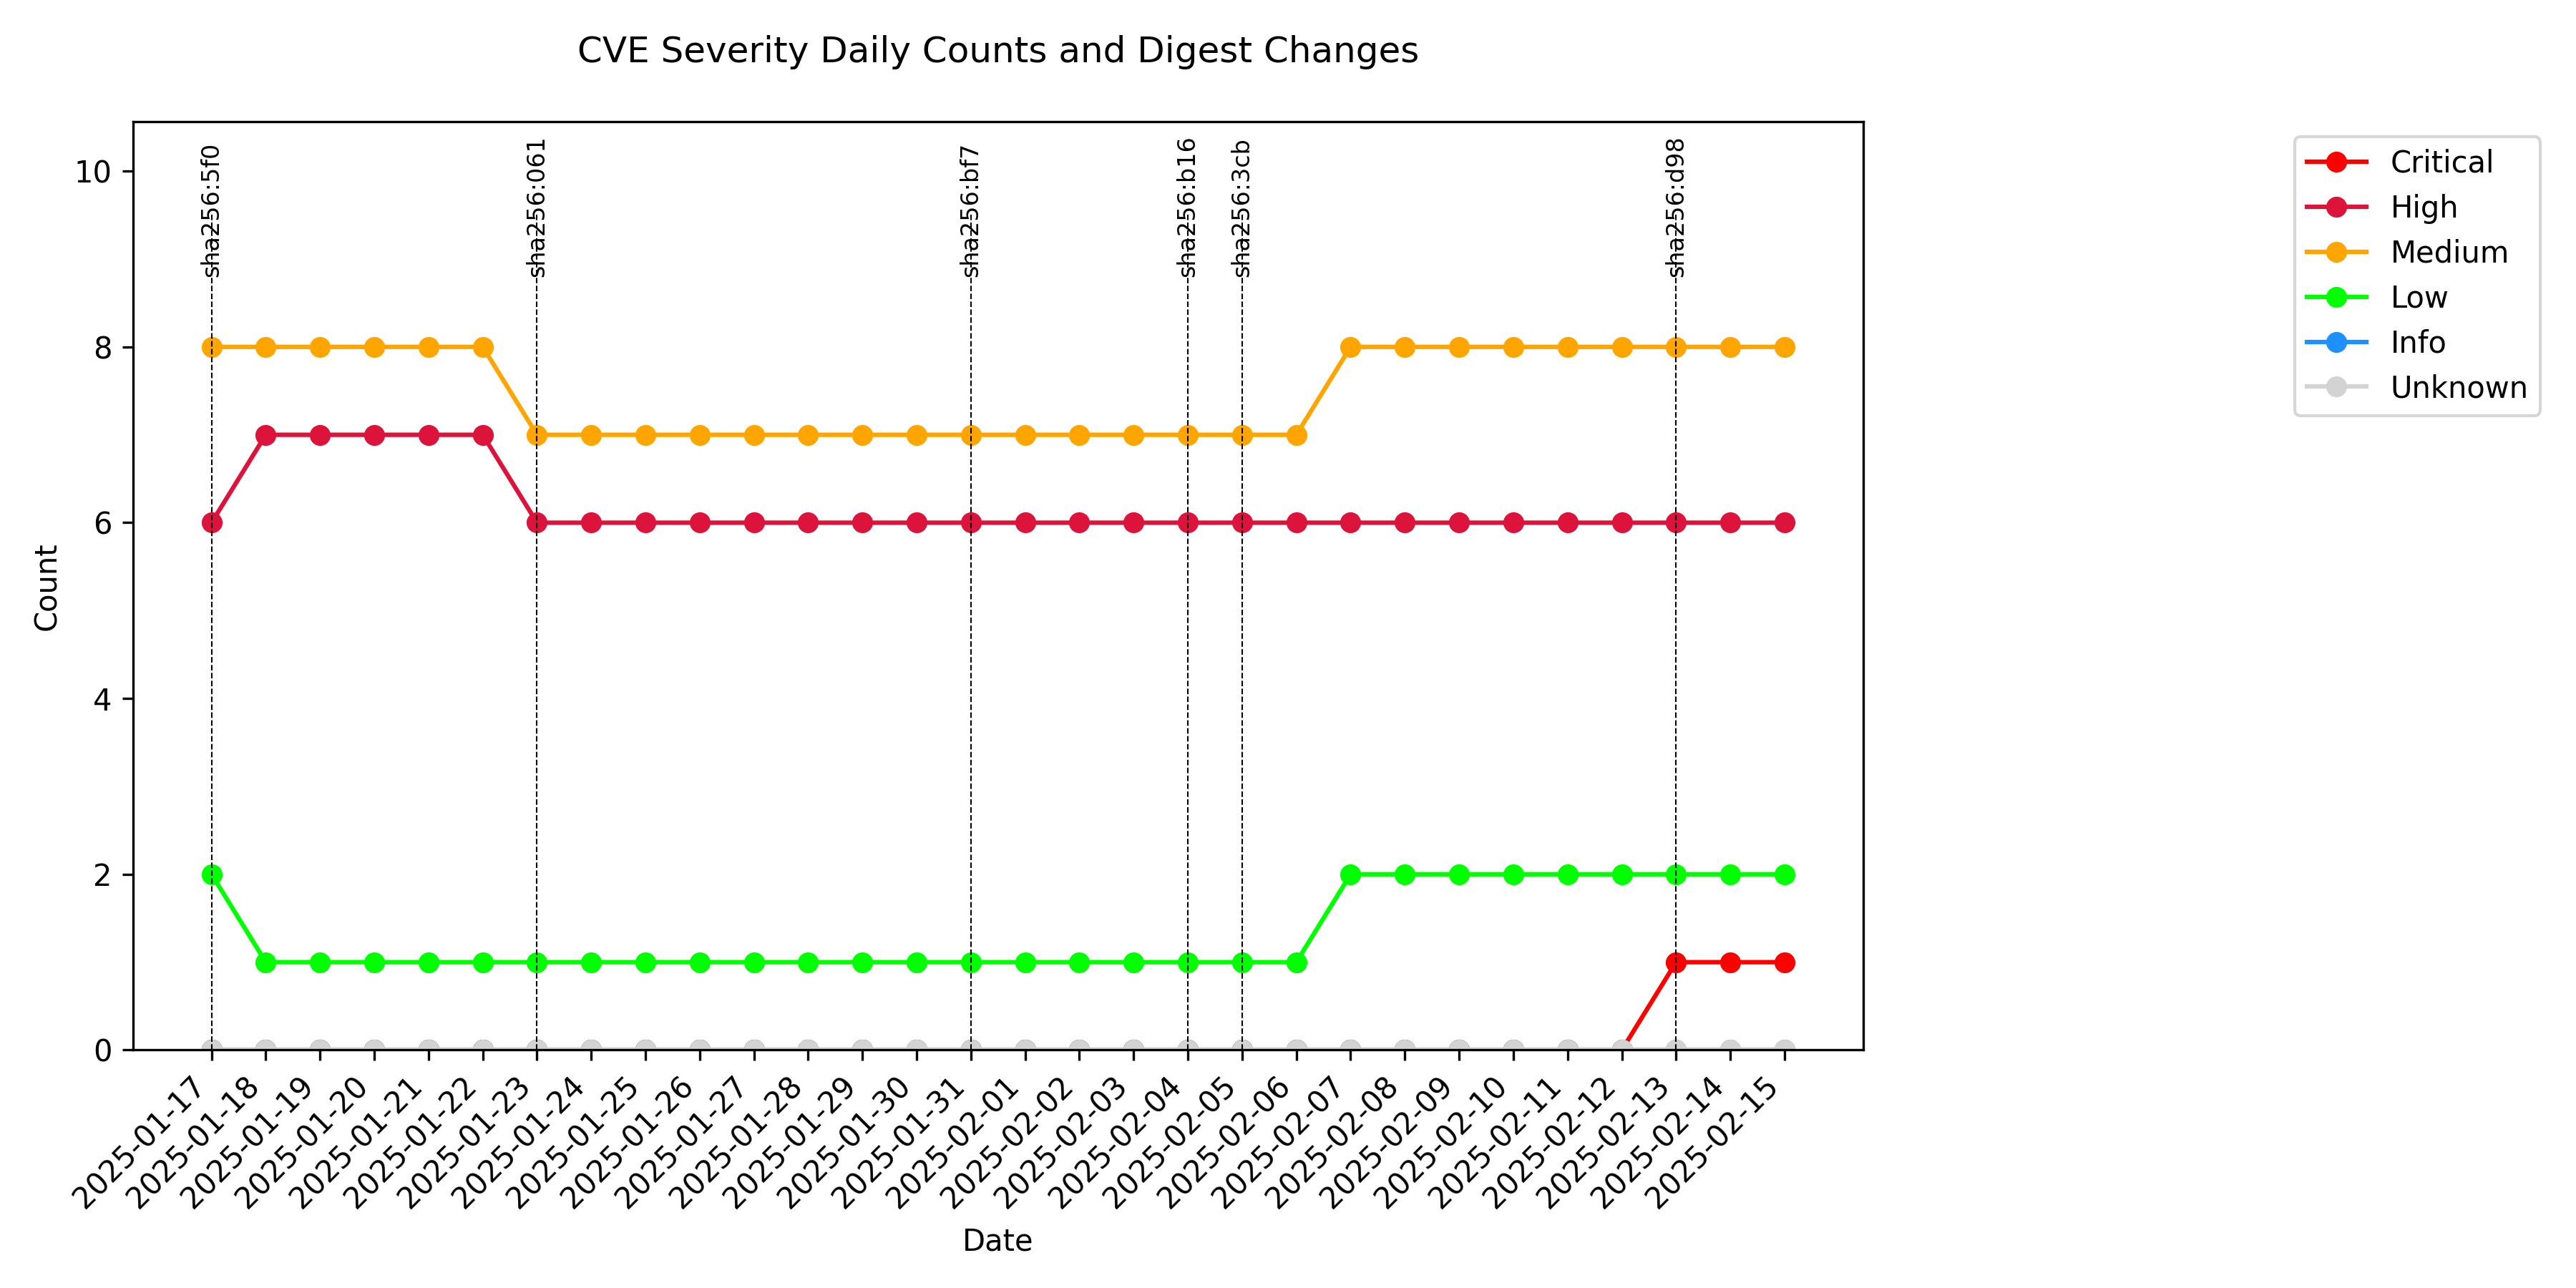 CVE Severity Daily Counts and Digest Changes
sha256:5f0
sha256:061
sha256:bf7
sha256:b16
sha256:3cb
sha256:d98
Critical
High
Medium
Low
Info
Unknown
10
8
6
4
2
0
Count
2025-01-17
2025-01-18
2025-01-19
2025-01-20
2025-01-21
2025-01-22
2025-01-23
2025-01-24
2025-01-25
2025-01-26
2025-01-27
2025-01-28
2025-01-29
2025-01-30
2025-01-31
2025-02-01
2025-02-02
2025-02-03
2025-02-04
2025-02-05
2025-02-06
2025-02-07
2025-02-08
2025-02-09
2025-02-10
2025-02-11
2025-02-12
2025-02-13
2025-02-14
2025-02-15
Date